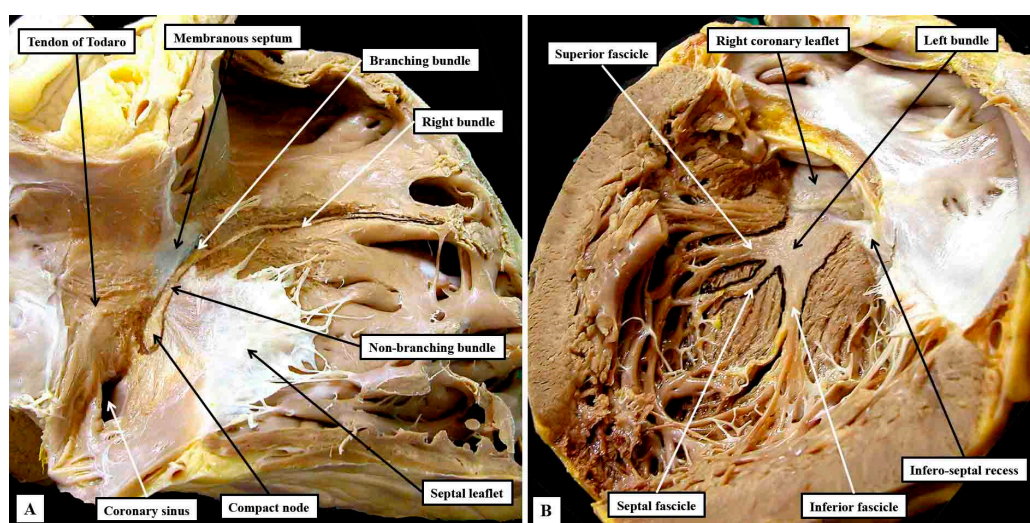 Tendon of Todaro
Membranous septum
Branching bundle
Right bundle
Non-branching bundle
Septal leaflet
Compact node
Coronary sinus
A
Superior fascicle
Right coronary leaflet
Left bundle
Infero-septal recess
Inferior fascicle
Septal fascicle
B